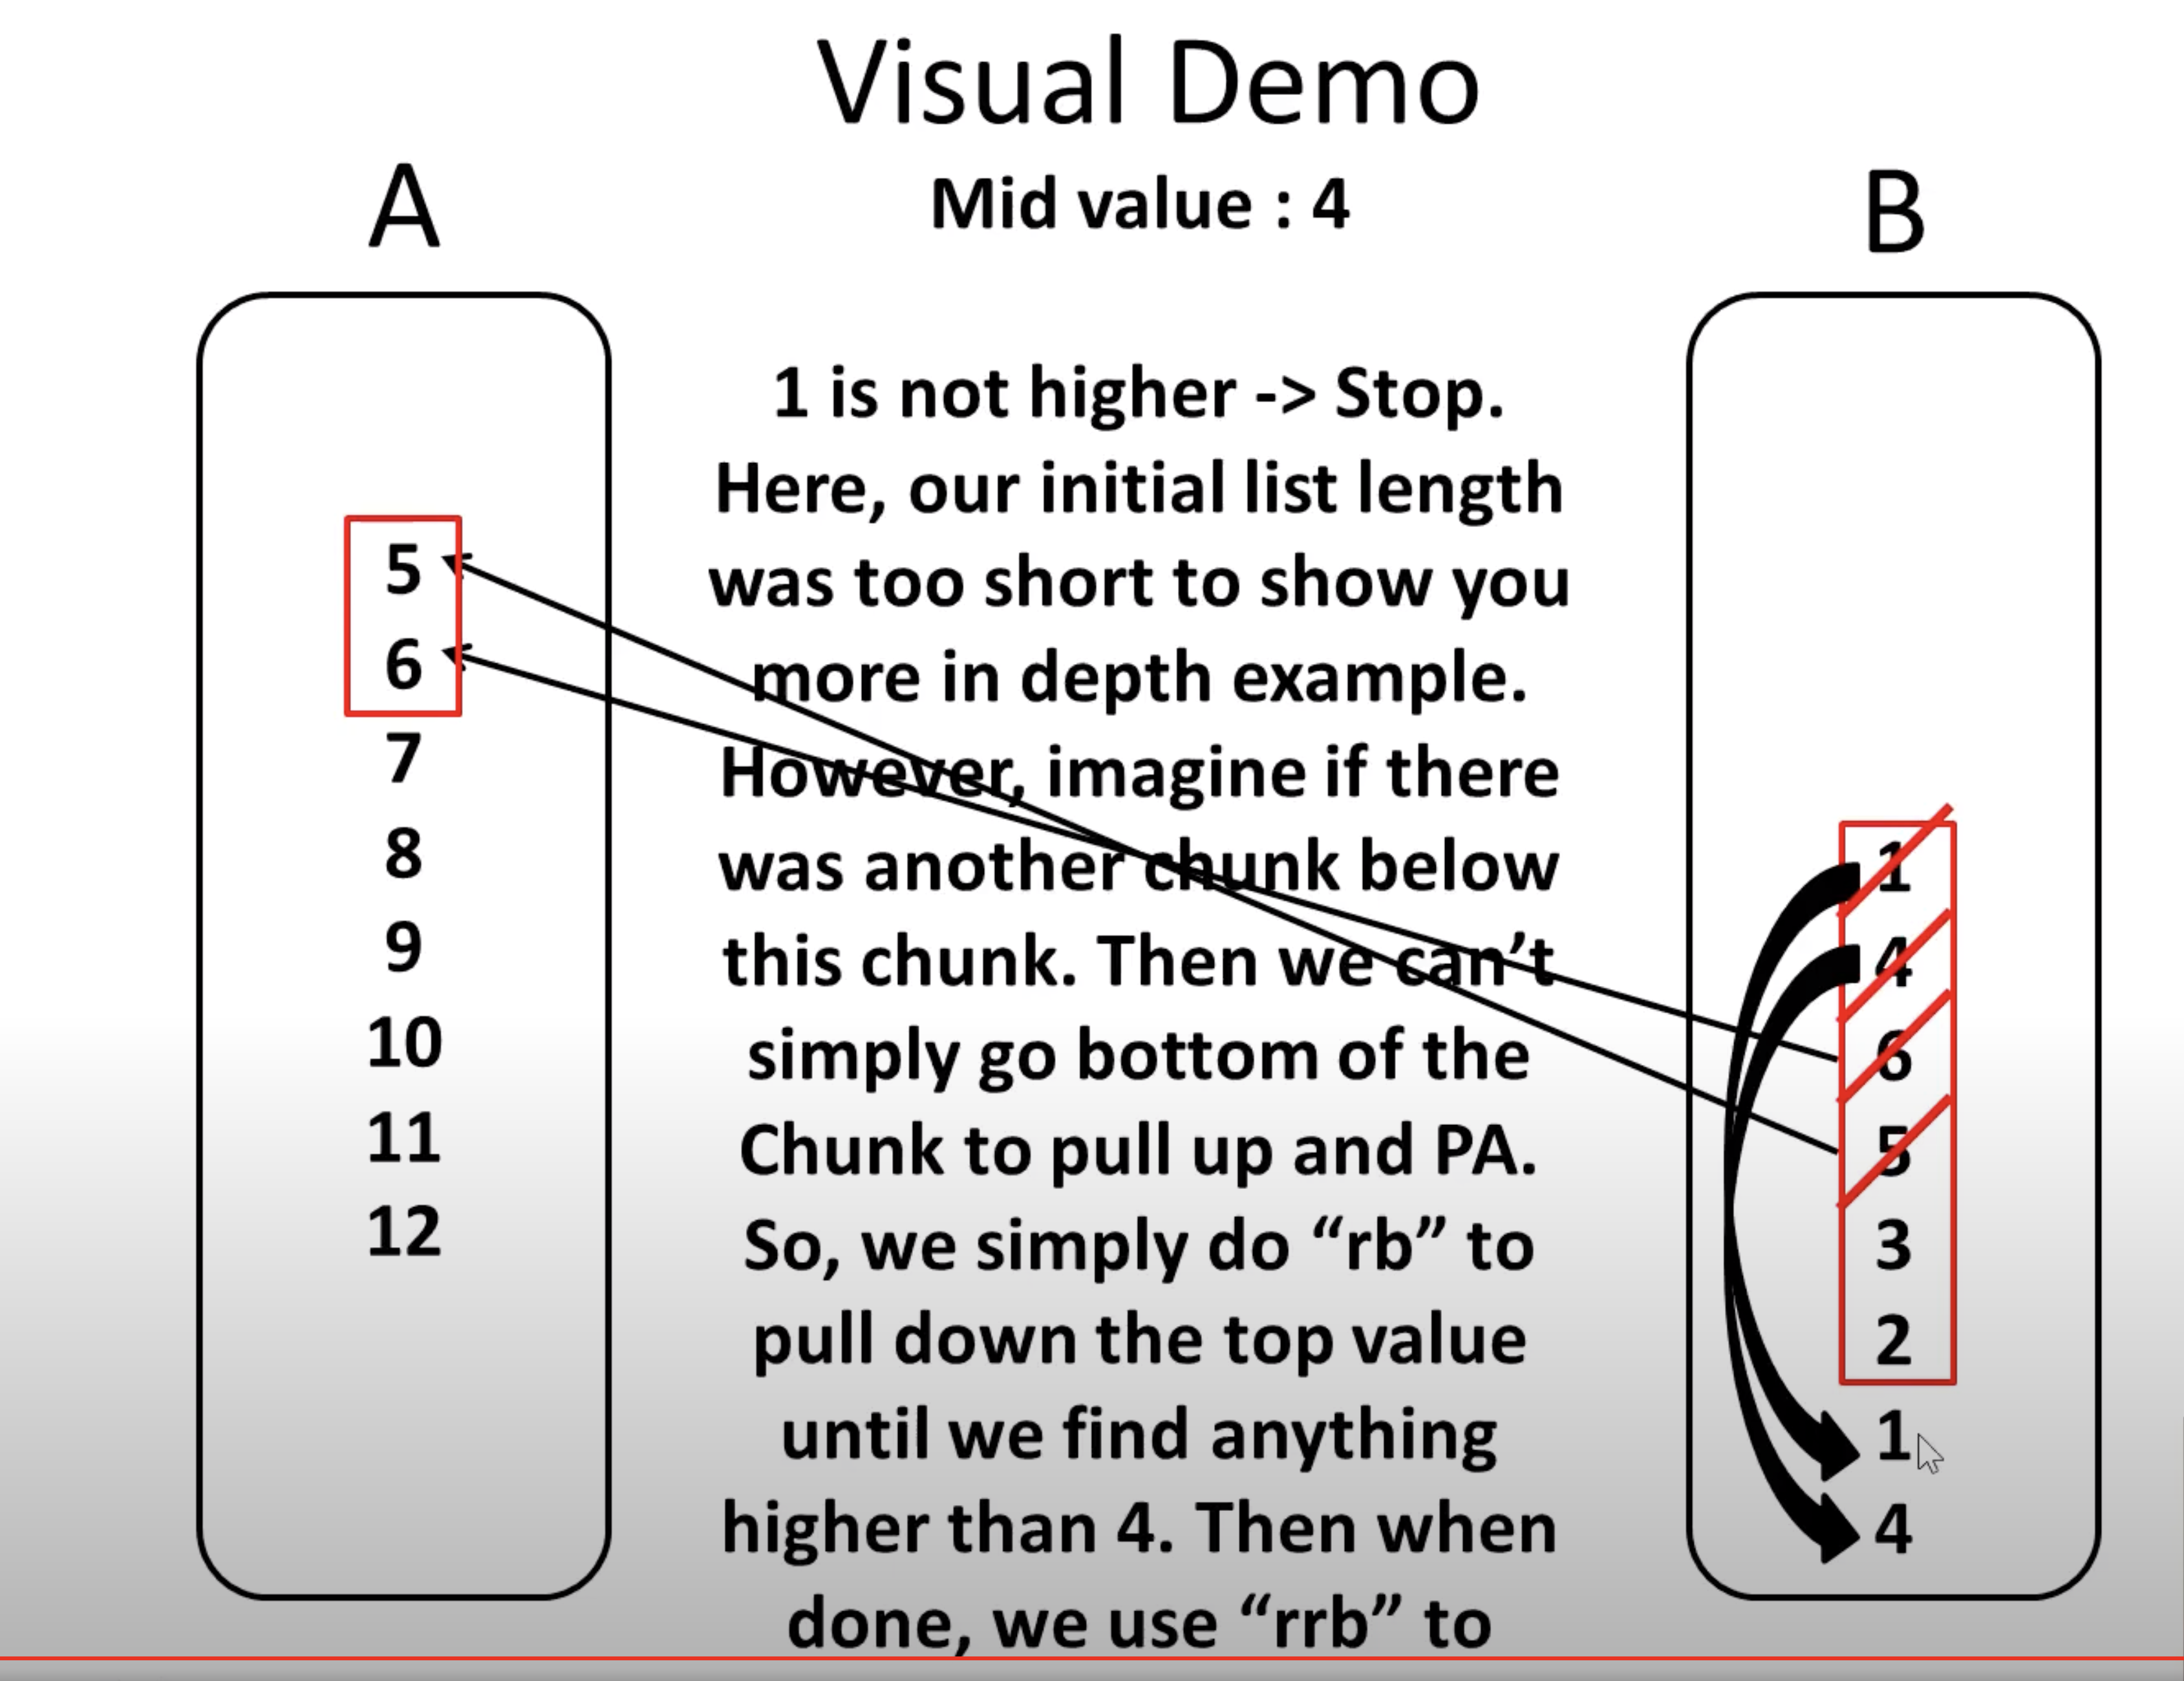 Visual Demo
A
Mid value : 4
B
1 is not higher -> Stop.
Here, our initial list length
was too short to show you
more in depth example.
However, imagine if there
was another chunk below
this chunk. Then we can’t
simply go bottom of the
Chunk to pull up and PA.
So, we simply do “rb” to
pull down the top value
until we find anything
higher than 4. Then when
done, we use “rrb” to
5
6
7
8
9
10
11
12
1
4
6
5
3
2
1
4